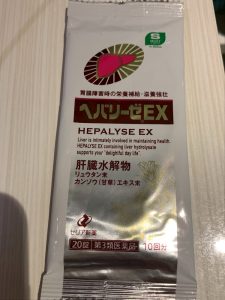 S
胃腸障害時の栄養補給・滋養強壮
ヘパリーゼEX
HEPALYSE EX
Liver is intimately involved in maintaining health.
HEPALYSE EX containing liver hydrolysate
supports your "delightful day life"
肝臓水解物
リュウタン末
カンゾウ(甘草)エキス末
ゼリア新薬
20錠 第3類医薬品 10回分